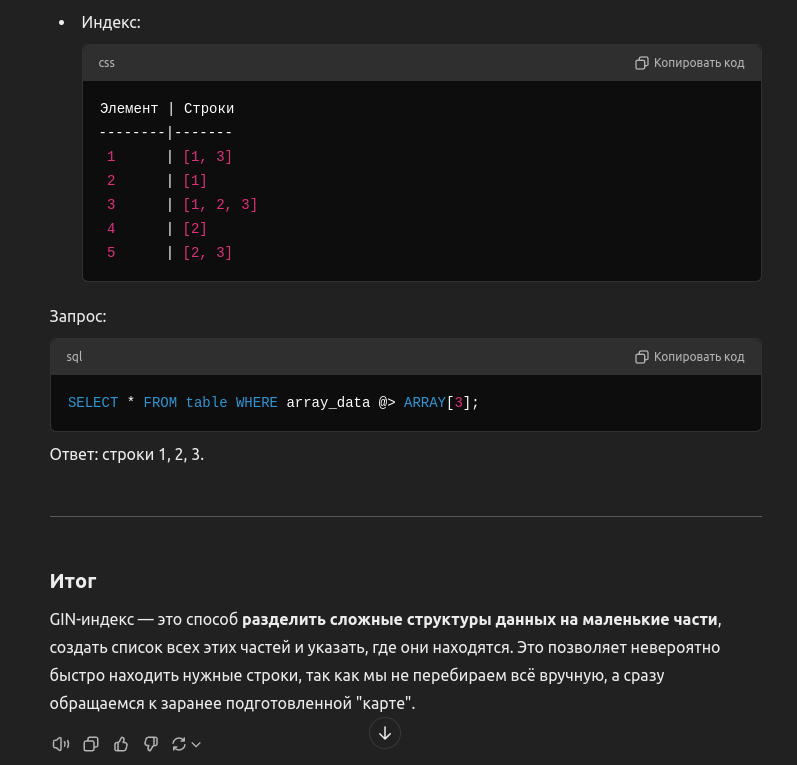 • Индекс:
css
Копировать код
Элемент | Строки
--------|-------
1 | [1, 3]
2 | [1]
3 | [1, 2, 3]
4 | [2]
5 | [2, 3]
Запрос:
sql
Копировать код
SELECT * FROM table WHERE array_data @> ARRAY[3];
Ответ: строки 1, 2, 3.
Итог
GIN-индекс — это способ разделить сложные структуры данных на маленькие части,
создать список всех этих частей и указать, где они находятся. Это позволяет невероятно
быстро находить нужные строки, так как мы не перебираем всё вручную, а сразу
обращаемся к заранее подготовленной "карте".